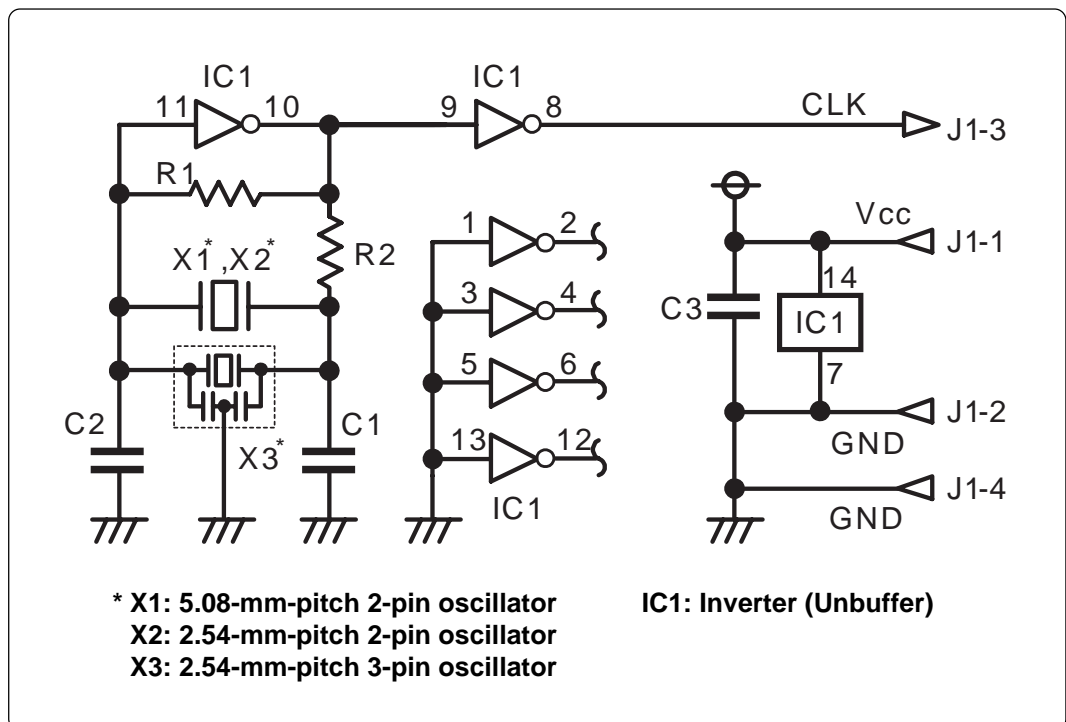 IC1
IC1
11
10
9
8
CLK
J1-3
R1
R2
X1*,X2*
1
2
3
4
5
6
13
12
IC1
C2
C1
X3*
Vcc
J1-1
14
C3
IC1
7
J1-2
GND
J1-4
GND
* X1: 5.08-mm-pitch 2-pin oscillator
X2: 2.54-mm-pitch 2-pin oscillator
X3: 2.54-mm-pitch 3-pin oscillator
IC1: Inverter (Unbuffer)